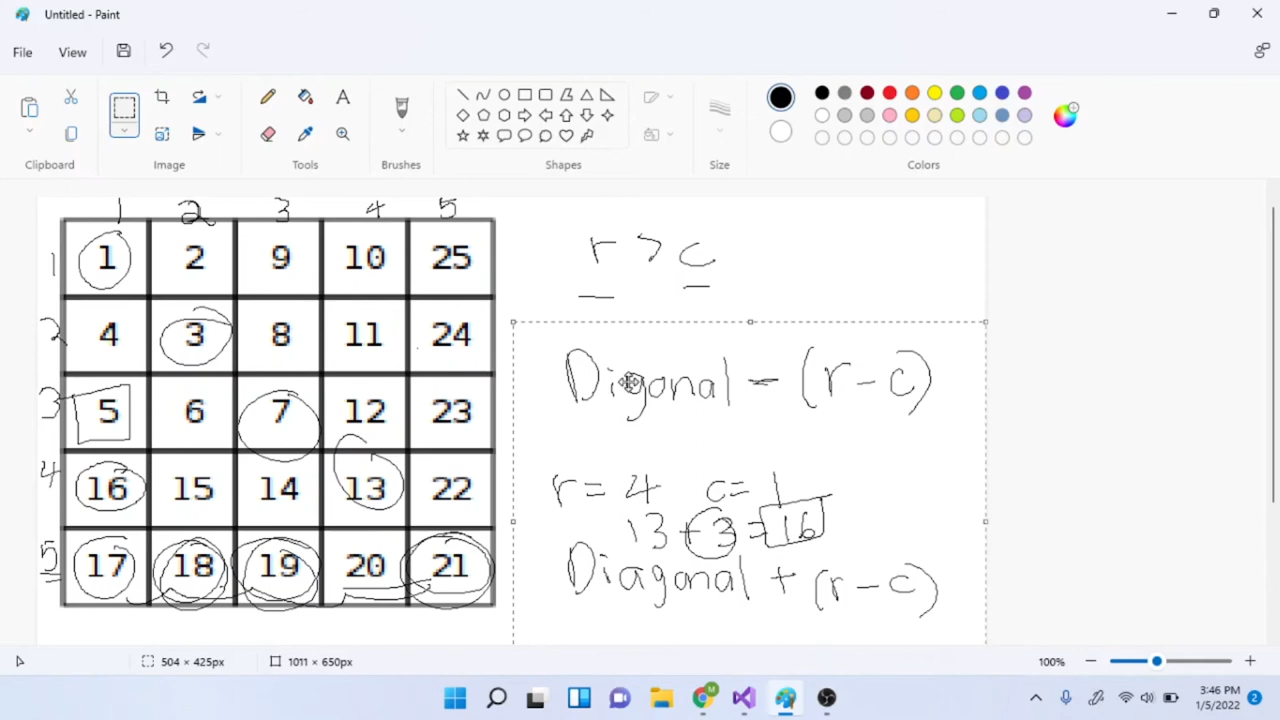 Untitled - Paint
File View
Clipboard Image Tools Brushes Shapes Size Colors
1 2 3 4 5
1 1 2 9 10 25
2 4 3 8 11 24
3 5 6 7 12 23
4 16 15 14 13 22
5 17 18 19 20 21
r > c
Digonal - (r - c)
r = 4 c = 1
13 + 3 = 16
Diagonal + (r - c)
504 × 425px 1011 × 650px 100%
3:46 PM
1/5/2022
2